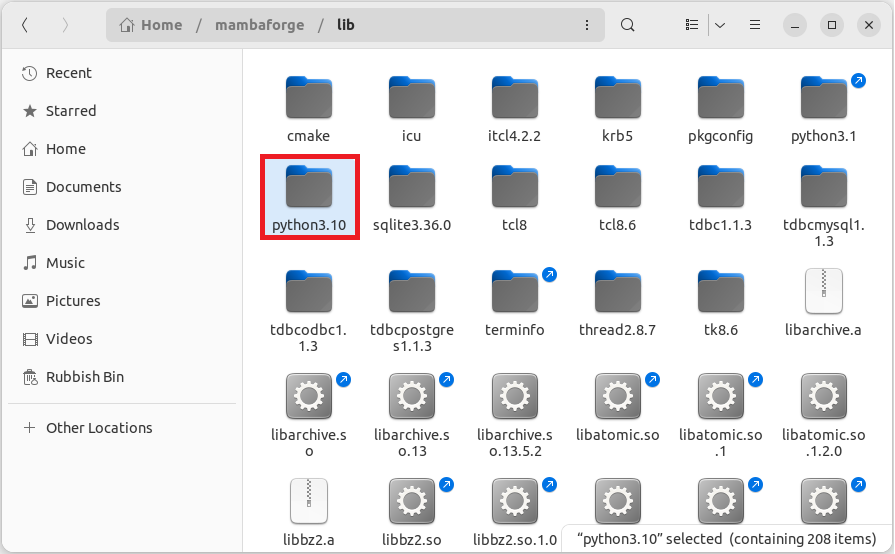 Home / mambaforge / lib
Recent
Starred
Home
Documents
Downloads
Music
Pictures
Videos
Rubbish Bin
Other Locations
cmake icu itcl4.2.2 krb5 pkgconfig python3.1
python3.10 sqlite3.36.0 tcl8 tcl8.6 tdbc1.1.3 tdbcmysql1.
1.3
tdbcodbc1. tdbcpostgre terminfo thread2.8.7 tk8.6 libarchive.a
1.3 s1.1.3
libarchive.s libarchive.s libarchive.s libatomic.so libatomic.so libatomic.so
o o.13 o.13.5.2 .1 .1.2.0
libbz2.a libbz2.so libbz2.so.1.0
“python3.10” selected (containing 208 items)